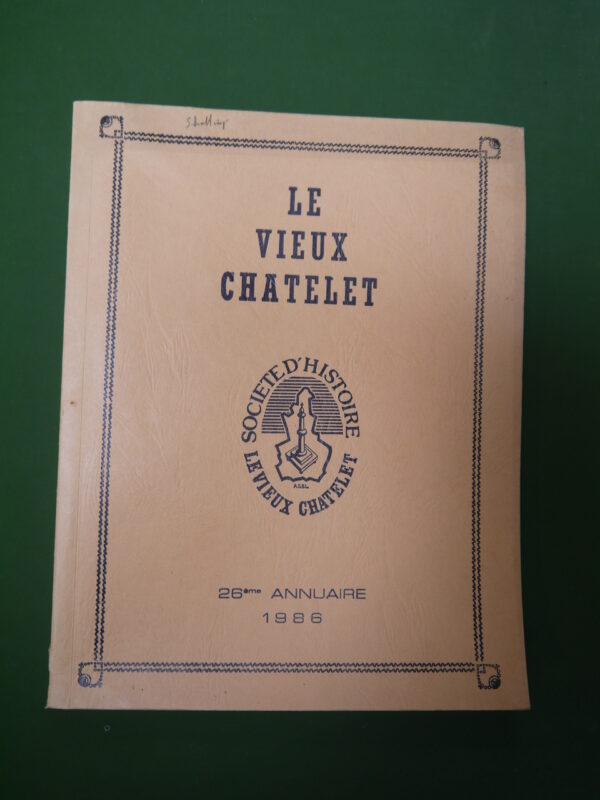 LE
VIEUX
CHATELET
SOCIETE D'HISTOIRE
LE VIEUX CHATELET
26ème ANNUAIRE
1986